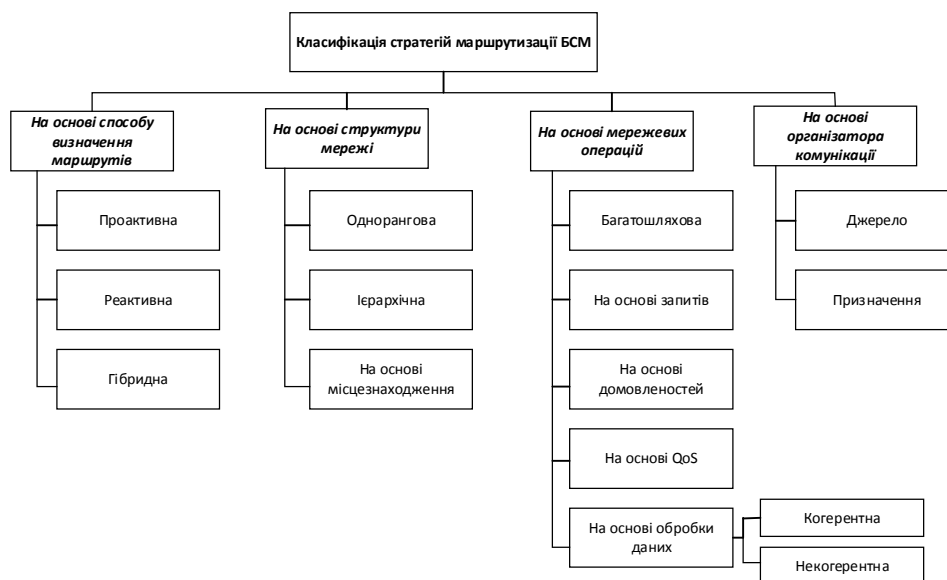 Класифікація стратегій маршрутизації БСМ
На основі способу
визначення
маршрутів
Проактивна
Реактивна
Гібридна
На основі структури
мережі
Однорангова
Ієрархічна
На основі
місцезнаходження
На основі мережевих
операцій
Багатошляхова
На основі запитів
На основі
домовленостей
На основі QoS
На основі обробки
даних
Когерентна
Некогерентна
На основі
організатора
комунікації
Джерело
Призначення